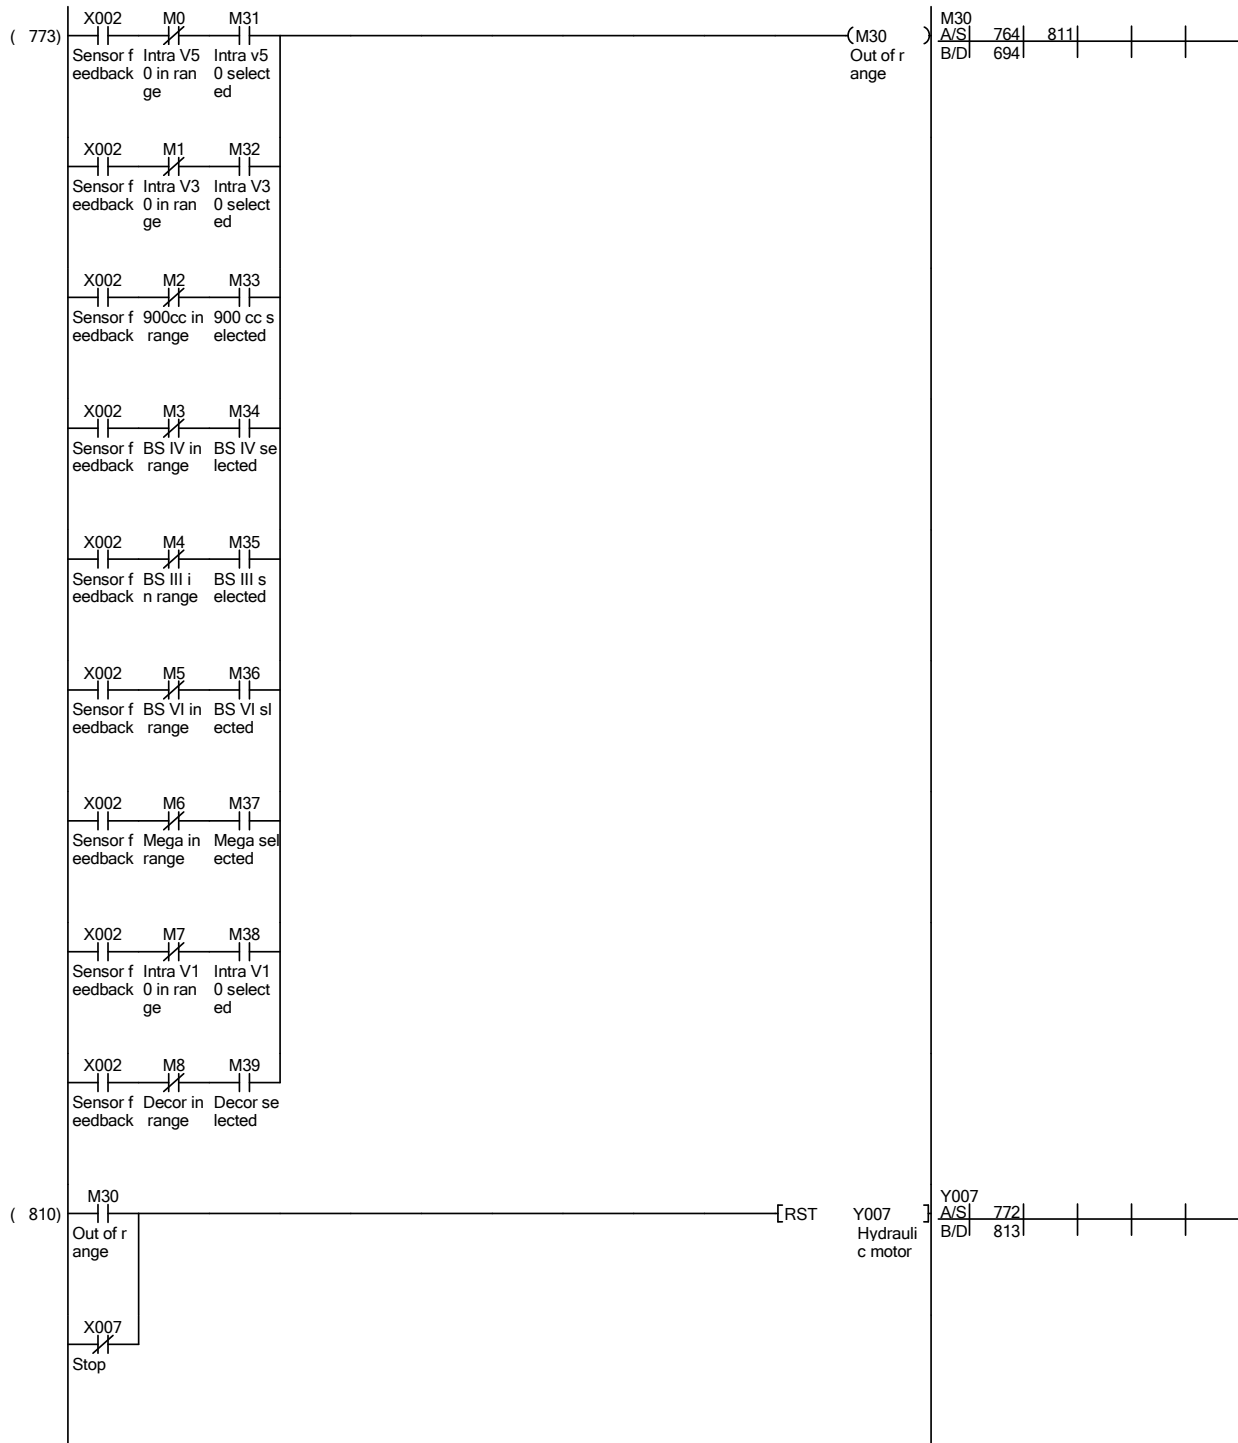 X002 M0 M31 M30
( 773) (M30 ) A/S 764 811
Sensor f Intra V5 Intra v5 Out of r B/D 694
eedback 0 in ran 0 select ange
ge ed
X002 M1 M32
Sensor f Intra V3 Intra V3
eedback 0 in ran 0 select
ge ed
X002 M2 M33
Sensor f 900cc in 900 cc s
eedback range elected
X002 M3 M34
Sensor f BS IV in BS IV se
eedback range lected
X002 M4 M35
Sensor f BS III i BS III s
eedback n range elected
X002 M5 M36
Sensor f BS VI in BS VI sl
eedback range ected
X002 M6 M37
Sensor f Mega in Mega sel
eedback range ected
X002 M7 M38
Sensor f Intra V1 Intra V1
eedback 0 in ran 0 select
ge ed
X002 M8 M39
Sensor f Decor in Decor se
eedback range lected
M30 Y007
( 810) [RST Y007 ] A/S 772
Out of r Hydrauli B/D 813
ange c motor
X007
Stop